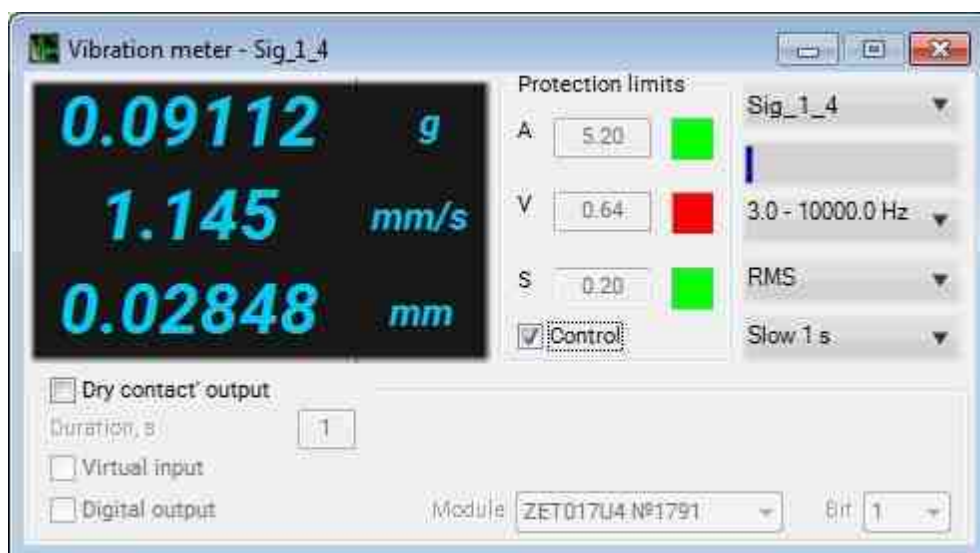 Vibration meter - Sig_1_4
0.09112 g
1.145 mm/s
0.02848 mm
Protection limits
A 5.20
V 0.64
S 0.20
Control
Sig_1_4
3.0 - 10000.0 Hz
RMS
Slow 1 s
Dry contact' output
Duration, s 1
Virtual input
Digital output
Module ZET017U4 №1791 Bit 1